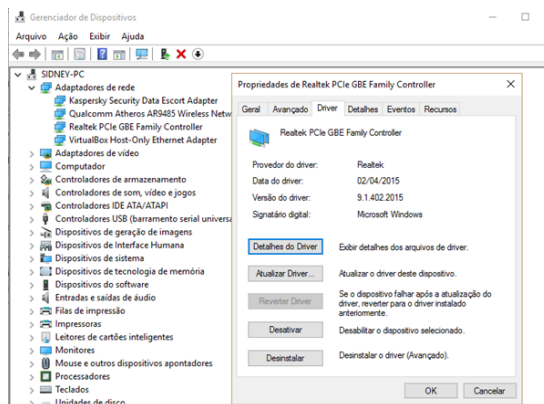 Gerenciador de Dispositivos
Arquivo Ação Exibir Ajuda
SIDNEY-PC
Adaptadores de rede
Kaspersky Security Data Escort Adapter
Qualcomm Atheros AR9485 Wireless Netw
Realtek PCIe GBE Family Controller
VirtualBox Host-Only Ethernet Adapter
Adaptadores de vídeo
Computador
Controladores de armazenamento
Controladores de som, vídeo e jogos
Controladores IDE ATA/ATAPI
Controladores USB (barramento serial universa
Dispositivos de geração de imagens
Dispositivos de Interface Humana
Dispositivos de sistema
Dispositivos de tecnologia de memória
Dispositivos do software
Entradas e saídas de áudio
Filas de impressão
Impressoras
Leitores de cartões inteligentes
Monitores
Mouse e outros dispositivos apontadores
Processadores
Teclados
Unidades de disco
Propriedades de Realtek PCIe GBE Family Controller
Geral Avançado Driver Detalhes Eventos Recursos
Realtek PCIe GBE Family Controller
Provedor do driver: Realtek
Data do driver: 02/04/2015
Versão do driver: 9.1.402.2015
Signatário digital: Microsoft Windows
Detalhes do Driver Exibir detalhes dos arquivos de driver.
Atualizar Driver... Atualizar o driver deste dispositivo.
Reverter Driver Se o dispositivo falhar após a atualização do
driver, reverter para o driver instalado
anteriormente.
Desativar Desabilitar o dispositivo selecionado.
Desinstalar Desinstalar o driver (Avançado).
OK Cancelar